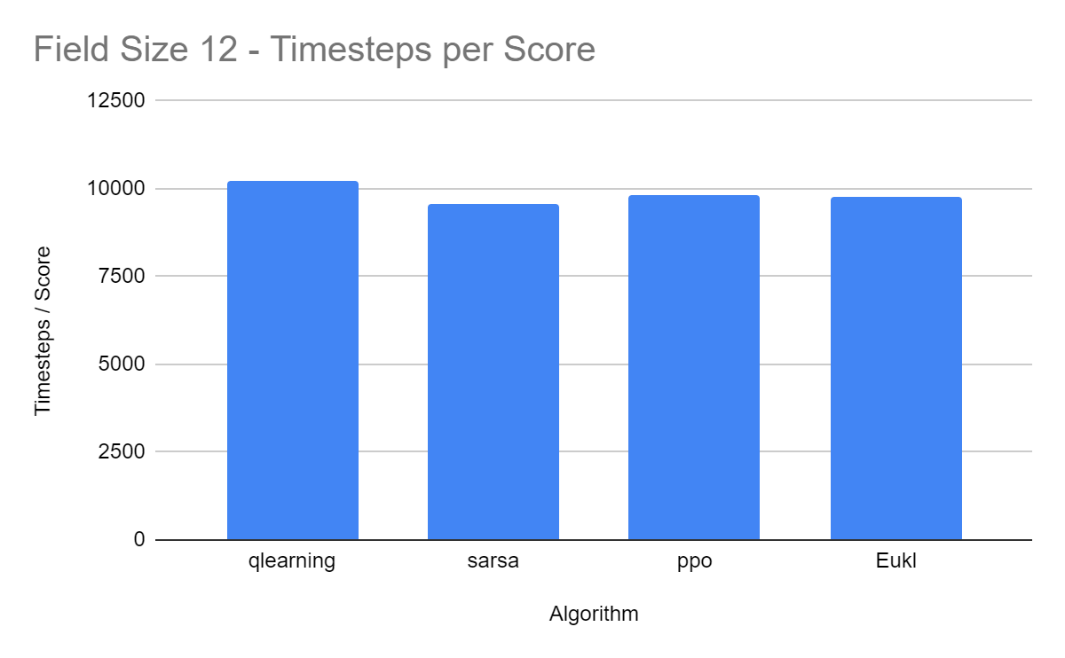 Field Size 12 - Timesteps per Score
12500
10000
7500
5000
2500
0
Timesteps / Score
qlearning sarsa ppo Eukl
Algorithm